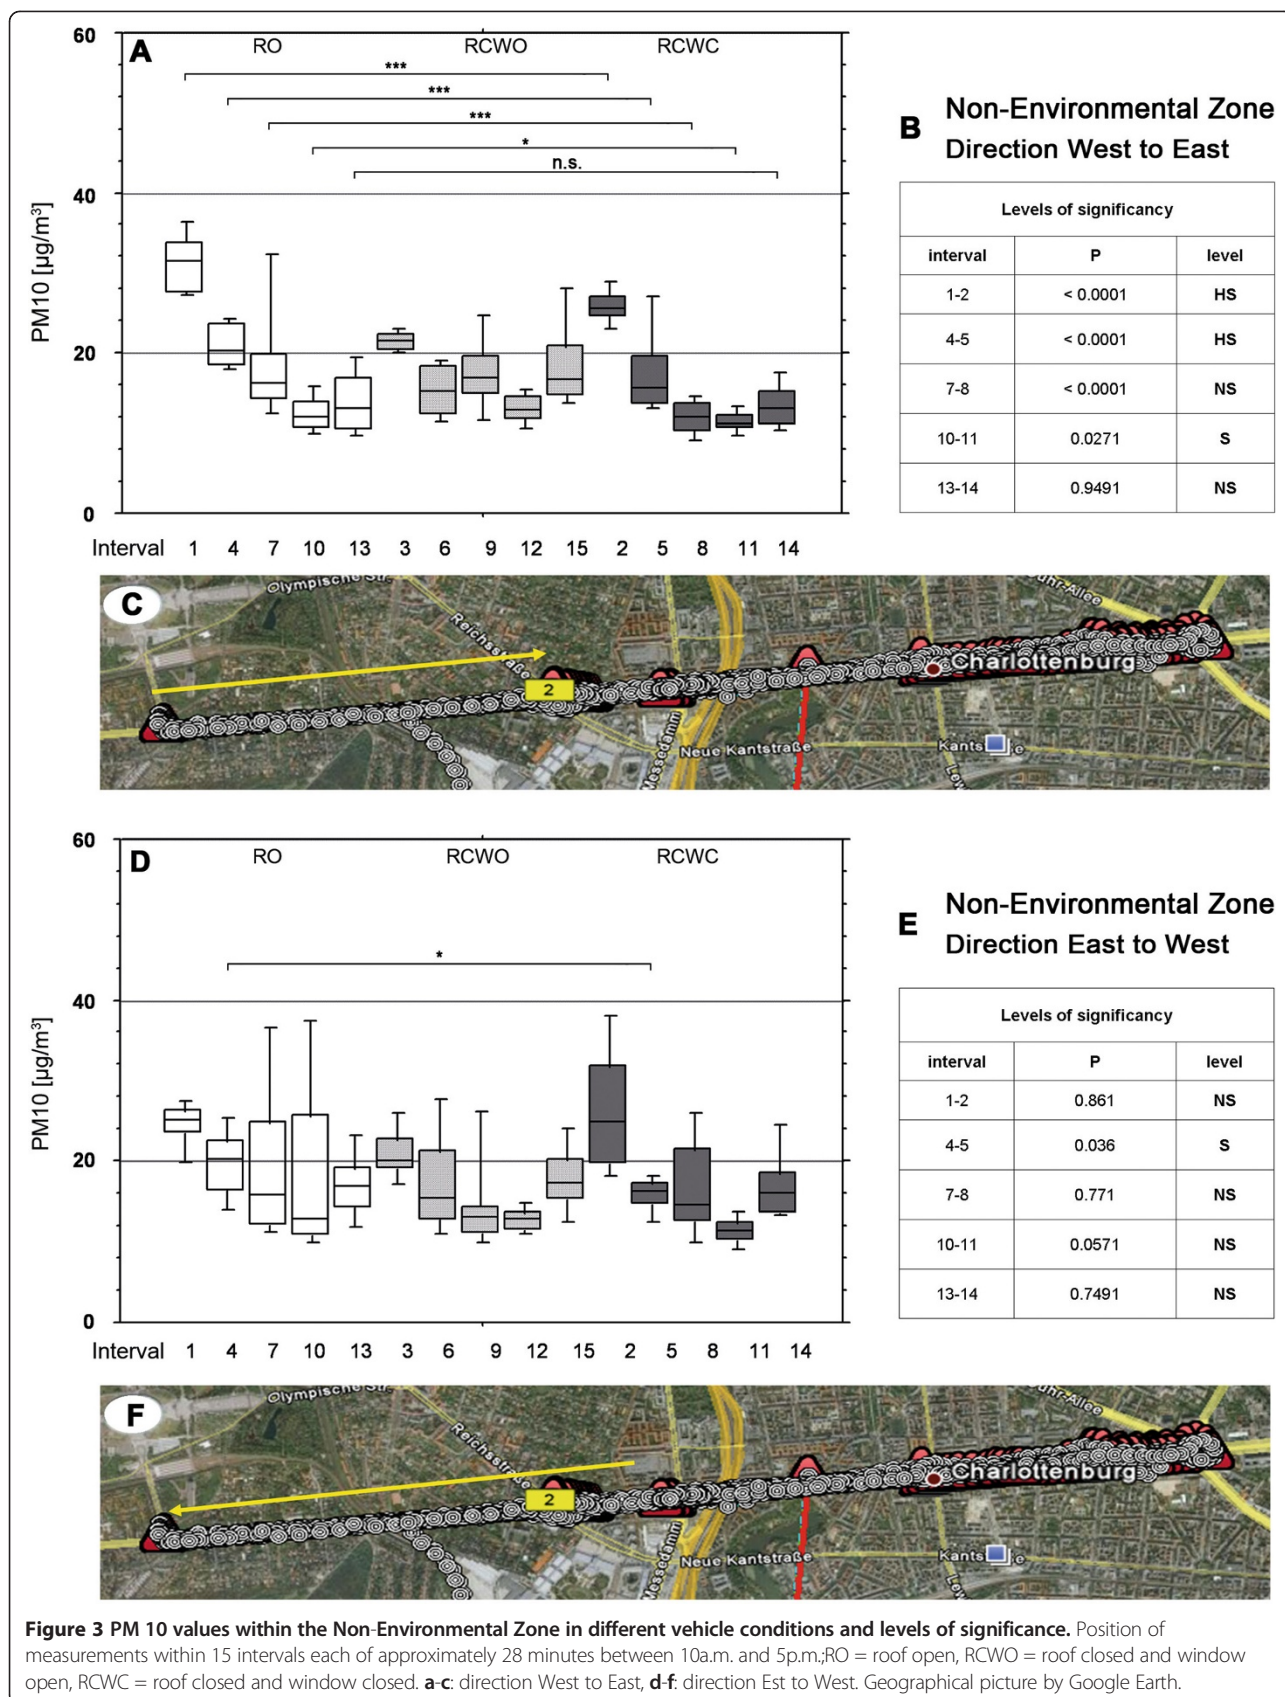 60
A
RO
RCWO
RCWC
***
***
***
*
n.s.
40
20
0
PM10 [µg/m³]
Interval 1 4 7 10 13 3 6 9 12 15 2 5 8 11 14
B
Non-Environmental Zone
Direction West to East
Levels of significancy
interval P level
1-2 < 0.0001 HS
4-5 < 0.0001 HS
7-8 < 0.0001 NS
10-11 0.0271 S
13-14 0.9491 NS
C
Olympische Str.
Reichsstraße
2
Charlottenburg
Messedamm
Neue Kantstraße
60
D
RO
RCWO
RCWC
*
40
20
0
PM10 [µg/m³]
Interval 1 4 7 10 13 3 6 9 12 15 2 5 8 11 14
E
Non-Environmental Zone
Direction East to West
Levels of significancy
interval P level
1-2 0.861 NS
4-5 0.036 S
7-8 0.771 NS
10-11 0.0571 NS
13-14 0.7491 NS
F
Olympische Str.
Reichsstraße
2
Charlottenburg
Messedamm
Neue Kantstraße
Figure 3 PM 10 values within the Non-Environmental Zone in different vehicle conditions and levels of significance. Position of
measurements within 15 intervals each of approximately 28 minutes between 10a.m. and 5p.m.;RO = roof open, RCWO = roof closed and window
open, RCWC = roof closed and window closed. a-c: direction West to East, d-f: direction Est to West. Geographical picture by Google Earth.